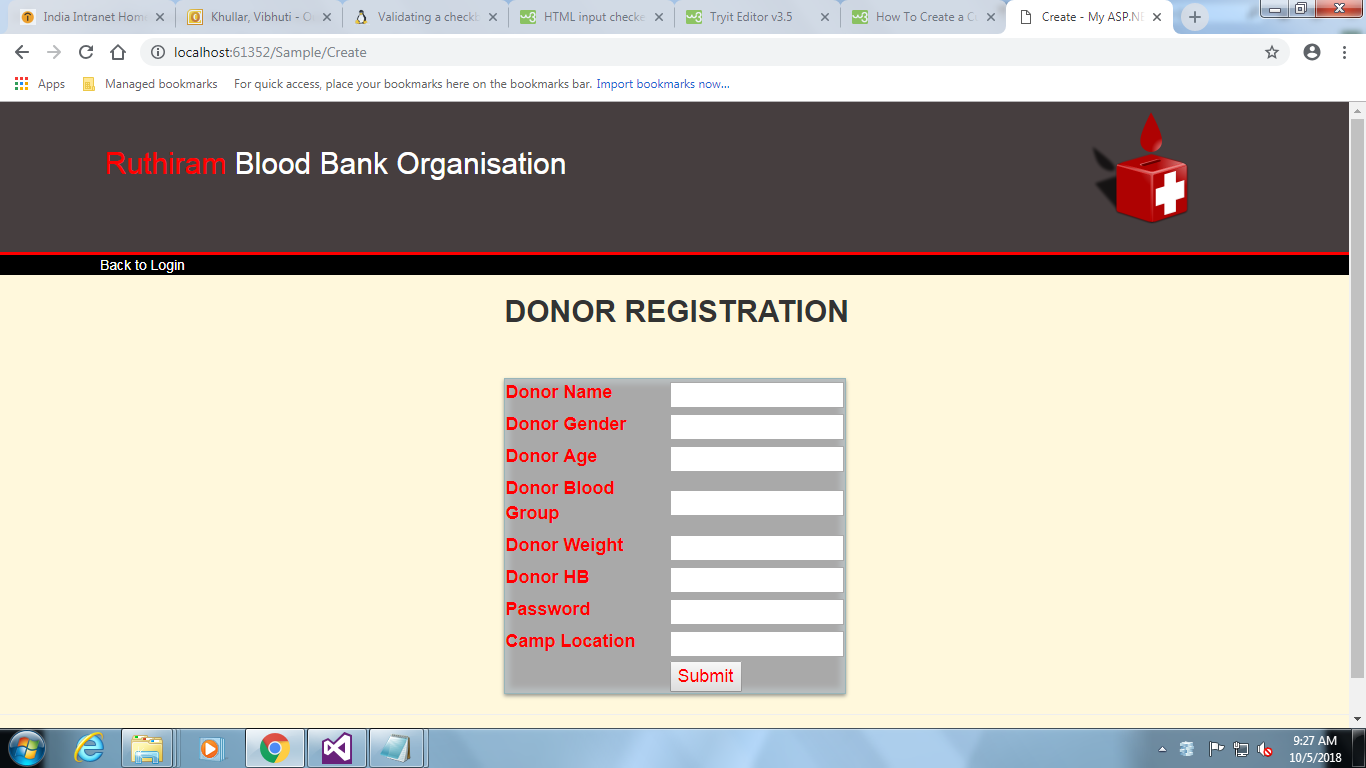 India Intranet Hom
Khullar, Vibhuti - O
Validating a checkb
HTML input checke
Tryit Editor v3.5
How To Create a C
Create - My ASP.NE
localhost:61352/Sample/Create
Apps
Managed bookmarks
For quick access, place your bookmarks here on the bookmarks bar. Import bookmarks now...
Ruthiram Blood Bank Organisation
Back to Login
DONOR REGISTRATION
Donor Name
Donor Gender
Donor Age
Donor Blood
Group
Donor Weight
Donor HB
Password
Camp Location
Submit
9:27 AM
10/5/2018